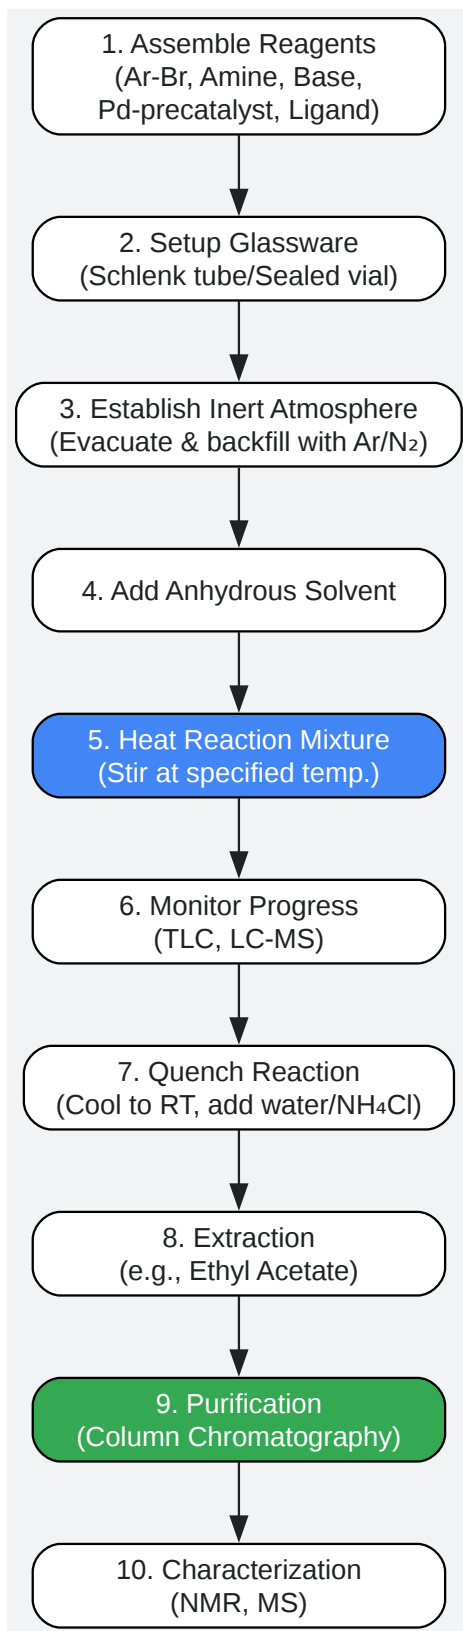 1. Assemble Reagents
(Ar-Br, Amine, Base,
Pd-precatalyst, Ligand)
2. Setup Glassware
(Schlenk tube/Sealed vial)
3. Establish Inert Atmosphere
(Evacuate & backfill with Ar/N₂)
4. Add Anhydrous Solvent
5. Heat Reaction Mixture
(Stir at specified temp.)
6. Monitor Progress
(TLC, LC-MS)
7. Quench Reaction
(Cool to RT, add water/NH₄Cl)
8. Extraction
(e.g., Ethyl Acetate)
9. Purification
(Column Chromatography)
10. Characterization
(NMR, MS)